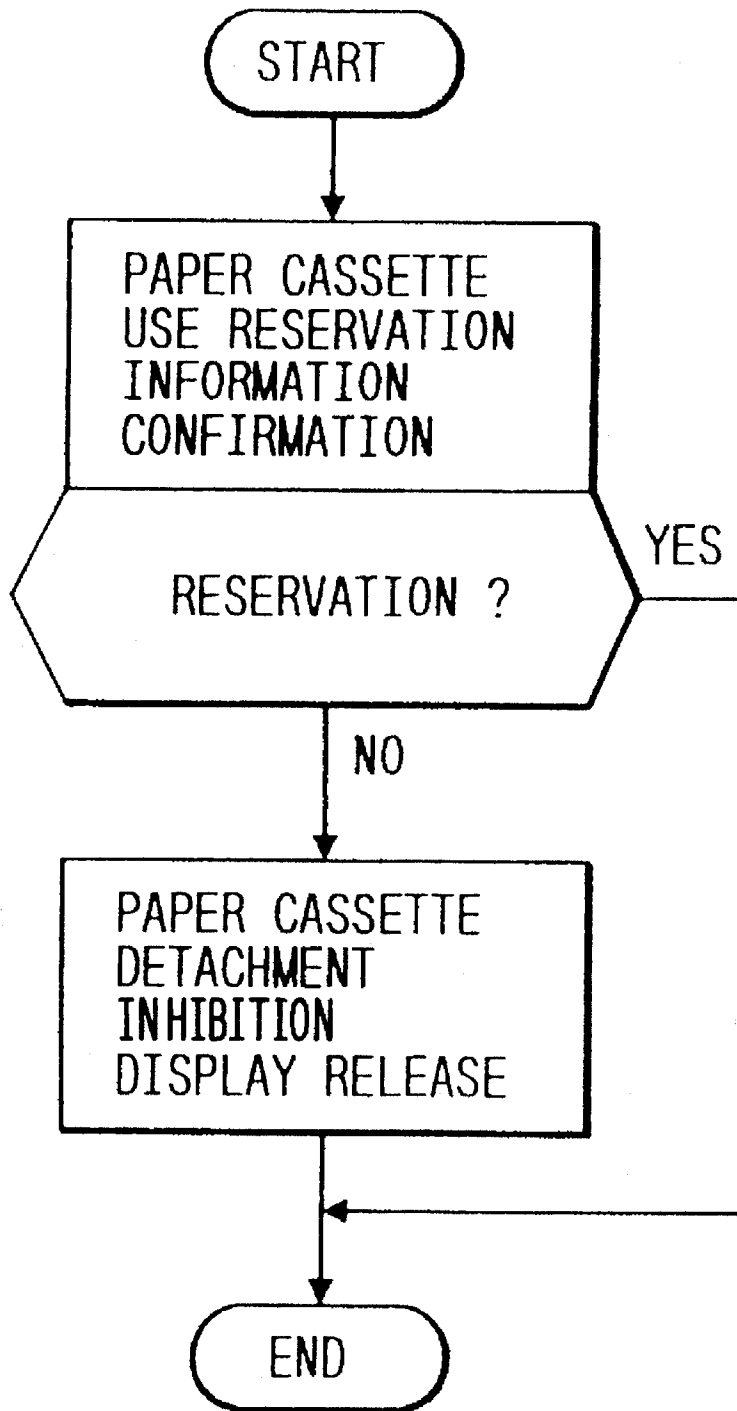 START
PAPER CASSETTE
USE RESERVATION
INFORMATION
CONFIRMATION
RESERVATION ?
YES
NO
PAPER CASSETTE
DETACHMENT
INHIBITION
DISPLAY RELEASE
END